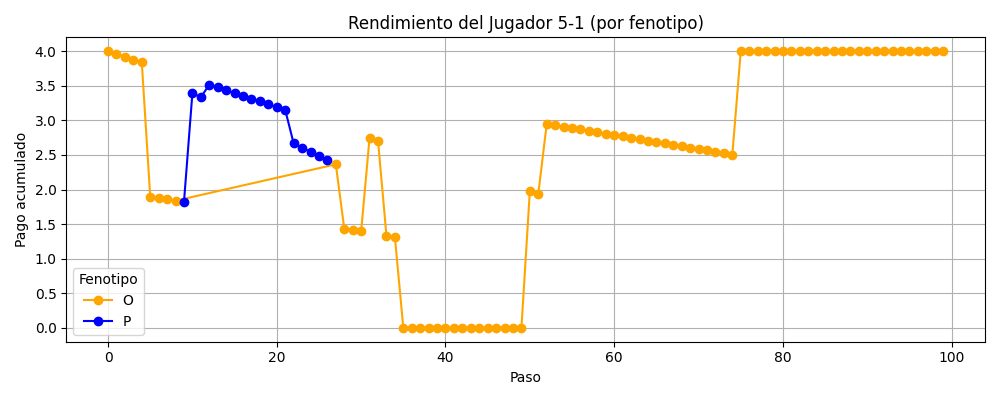 Rendimiento del Jugador 5-1 (por fenotipo)
Pago acumulado
4.0
3.5
3.0
2.5
2.0
1.5
1.0
0.5
0.0
Fenotipo
O
P
0 20 40 60 80 100
Paso